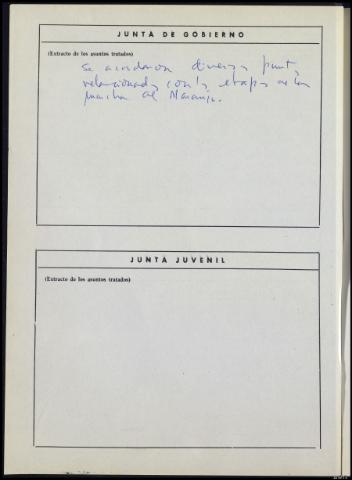 JUNTA DE GOBIERNO
(Extracto de los asuntos tratados)
Se acordaron diversos puntos
relacionados con las etapas de la
marcha al Naranjo.
JUNTA JUVENIL
(Extracto de los asuntos tratados)